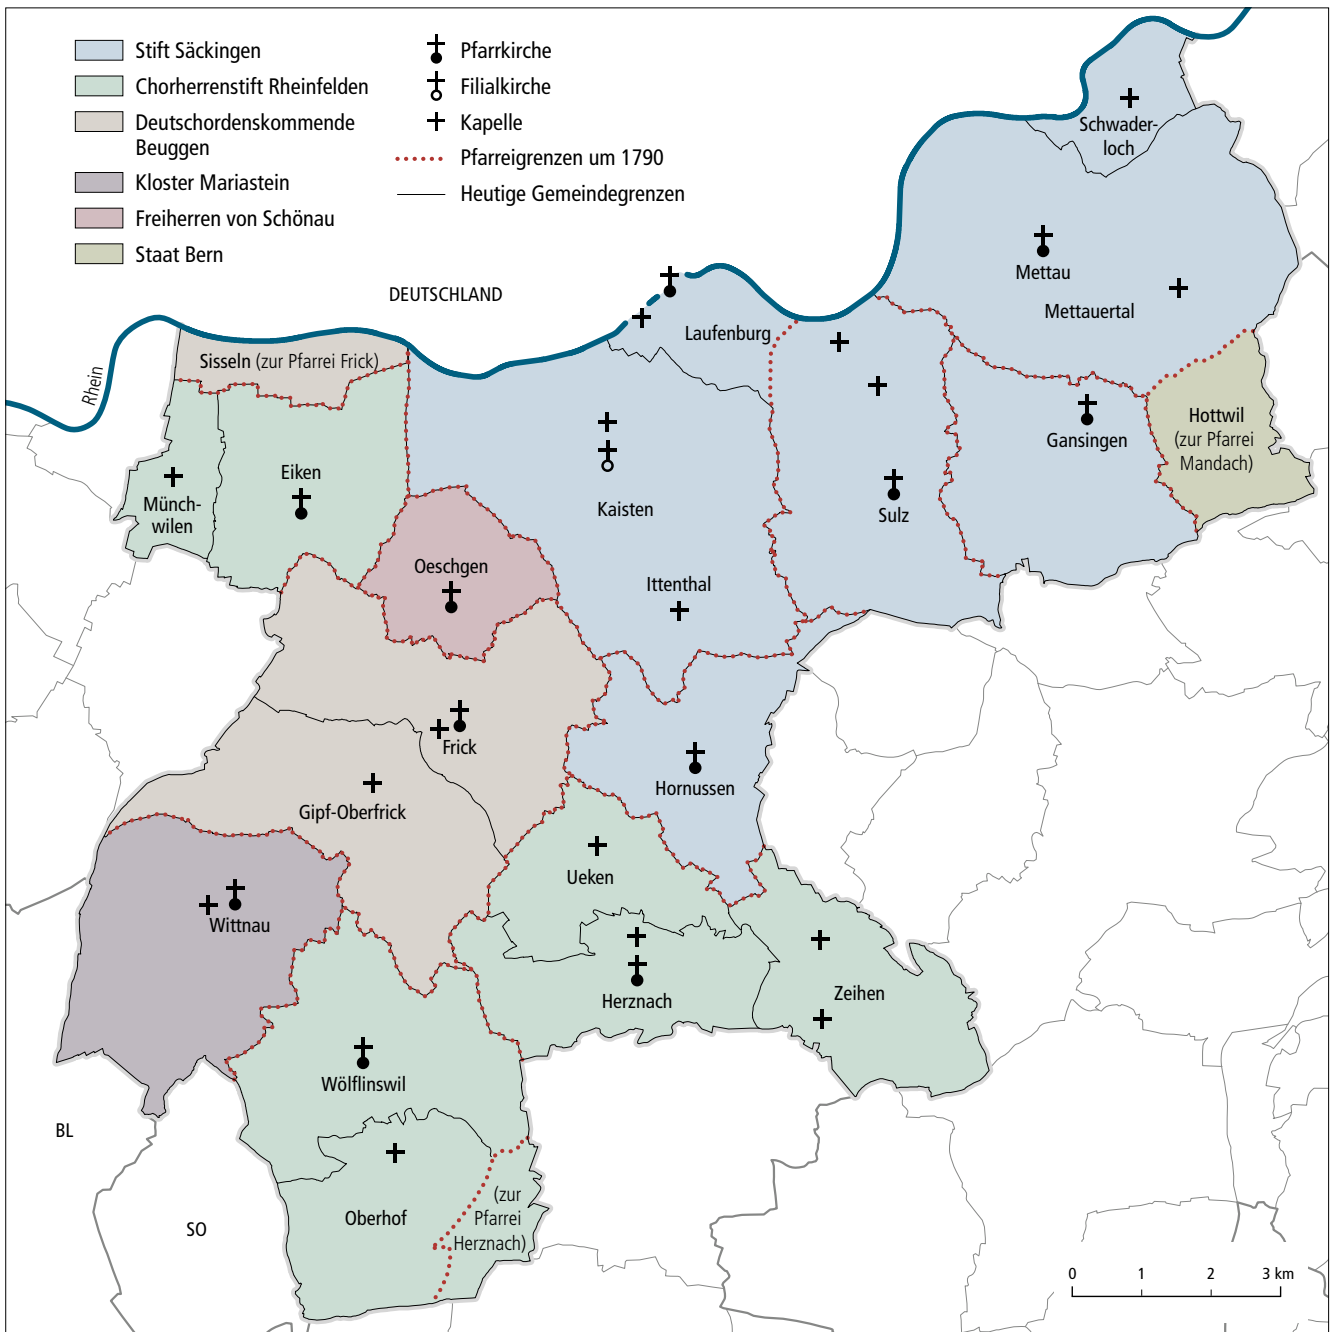 Stift Säckingen
Chorherrenstift Rheinfelden
Deutschordenskommende
Beuggen
Kloster Mariastein
Freiherren von Schönau
Staat Bern
Pfarrkirche
Filialkirche
Kapelle
Pfarreigrenzen um 1790
Heutige Gemeindegrenzen
Schwader-
loch
Mettau
Mettauertal
DEUTSCHLAND
Laufenburg
Rhein
Sisseln (zur Pfarrei Frick)
Hottwil
(zur Pfarrei
Mandach)
Gansingen
Eiken
Münch-
wilen
Kaisten
Sulz
Oeschgen
Ittenthal
Frick
Hornussen
Gipf-Oberfrick
Ueken
Wittnau
Herznach
Zeihen
Wölflinswil
BL
SO
Oberhof
(zur
Pfarrei
Herznach)
0 1 2 3 km